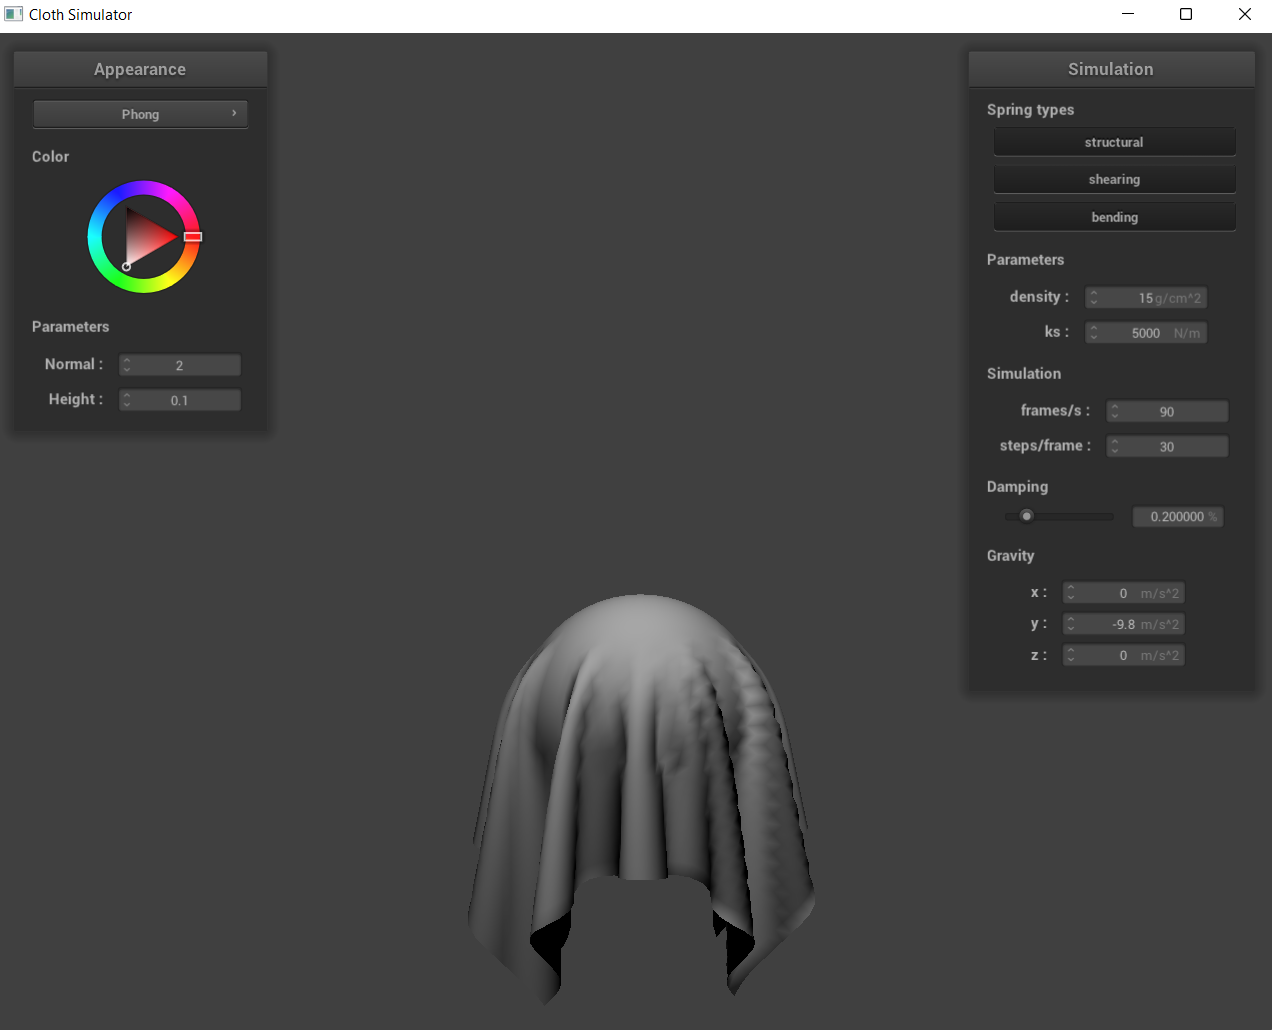 Cloth Simulator
Appearance
Phong
Color
Parameters
Normal : 2
Height : 0.1
Simulation
Spring types
structural
shearing
bending
Parameters
density : 15 g/cm^2
ks : 5000 N/m
Simulation
frames/s : 90
steps/frame : 30
Damping
0.200000 %
Gravity
x : 0 m/s^2
y : -9.8 m/s^2
z : 0 m/s^2